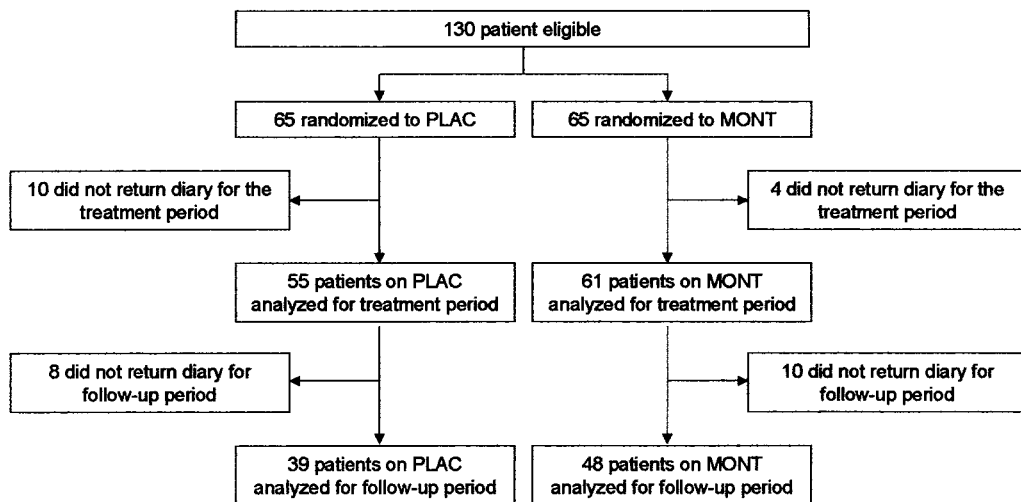 130 patient eligible
65 randomized to PLAC
65 randomized to MONT
10 did not return diary for the
treatment period
4 did not return diary for the
treatment period
55 patients on PLAC
analyzed for treatment period
61 patients on MONT
analyzed for treatment period
8 did not return diary for
follow-up period
10 did not return diary for
follow-up period
39 patients on PLAC
analyzed for follow-up period
48 patients on MONT
analyzed for follow-up period